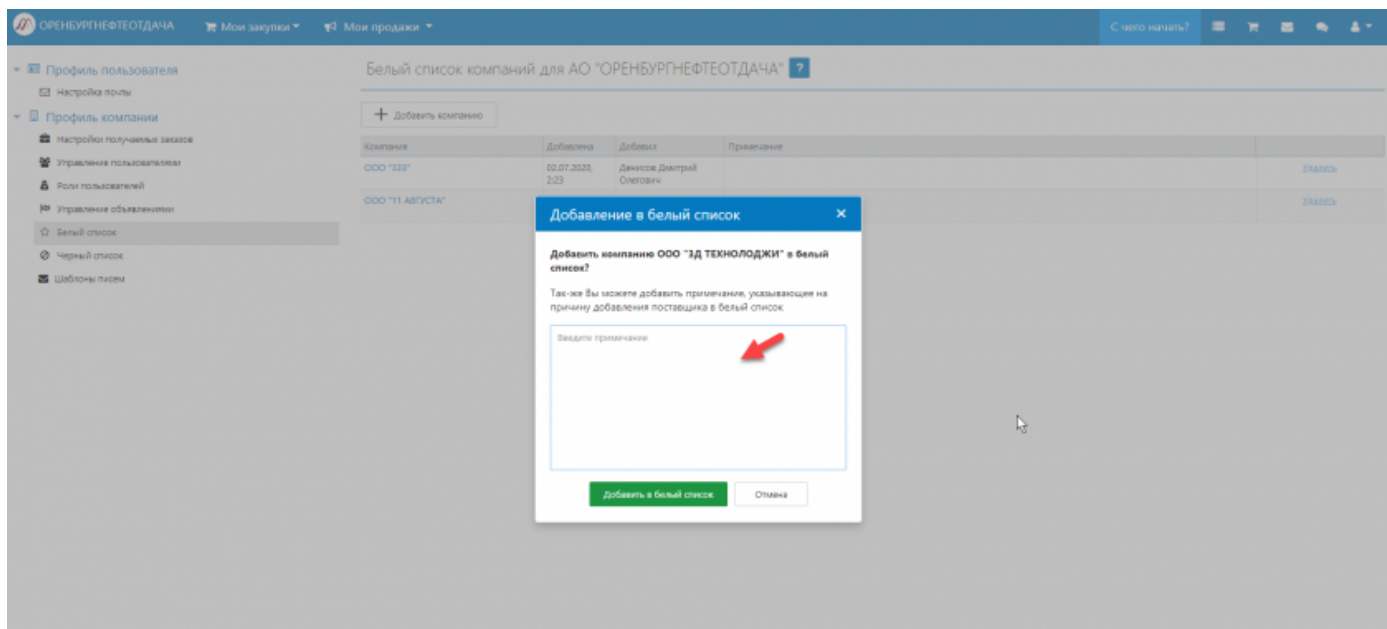 ОРЕНБУРГНЕФТЕОТДАЧА Мои закупки Мои продажи С чего начать?
Профиль пользователя
Настройка почты
Профиль компании
Настройки получаемых заказов
Управление пользователями
Роли пользователей
Управление объявлениями
Белый список
Черный список
Шаблоны писем
Белый список компаний для АО "ОРЕНБУРГНЕФТЕОТДАЧА" ?
Добавить компанию
Компания Добавлена Добавил Примечание
ООО "333" 02.07.2020, 2:23 Денисов Дмитрий Олегович Удалить
ООО "11 АВГУСТА" Удалить
Добавление в белый список ×
Добавить компанию ООО "3Д ТЕХНОЛОДЖИ" в белый
список?
Так-же Вы можете добавить примечание, указывающее на
причину добавления поставщика в белый список
Введите примечание
Добавить в белый список Отмена